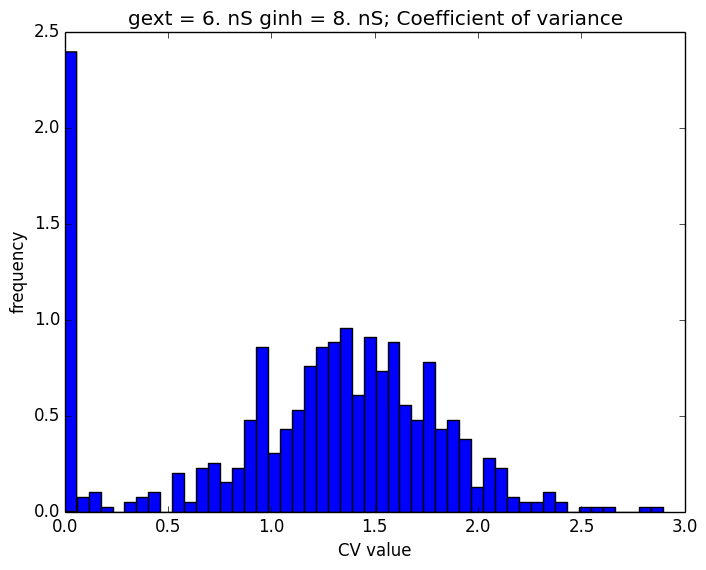 gext = 6. nS ginh = 8. nS; Coefficient of variance
2.5
2.0
1.5
1.0
0.5
0.0
frequency
0.0 0.5 1.0 1.5 2.0 2.5 3.0
CV value